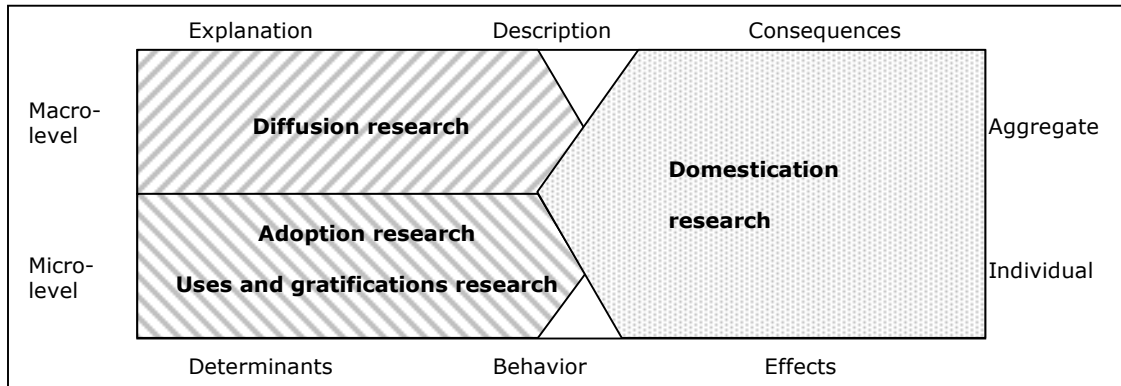 Explanation Description Consequences
Macro-
level
Diffusion research
Aggregate
Domestication
research
Adoption research
Uses and gratifications research
Micro-
level
Individual
Determinants Behavior Effects